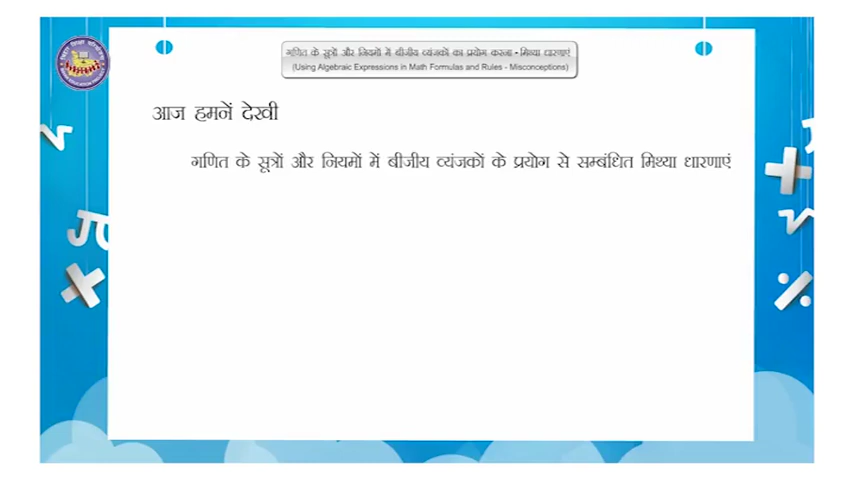 गणित के सूत्रों और नियमों में बीजीय व्यंजकों का प्रयोग करना - मिथ्या धारणाएं
(Using Algebraic Expressions in Math Formulas and Rules - Misconceptions)
आज हमनें देखी
गणित के सूत्रों और नियमों में बीजीय व्यंजकों के प्रयोग से सम्बंधित मिथ्या धारणाएं